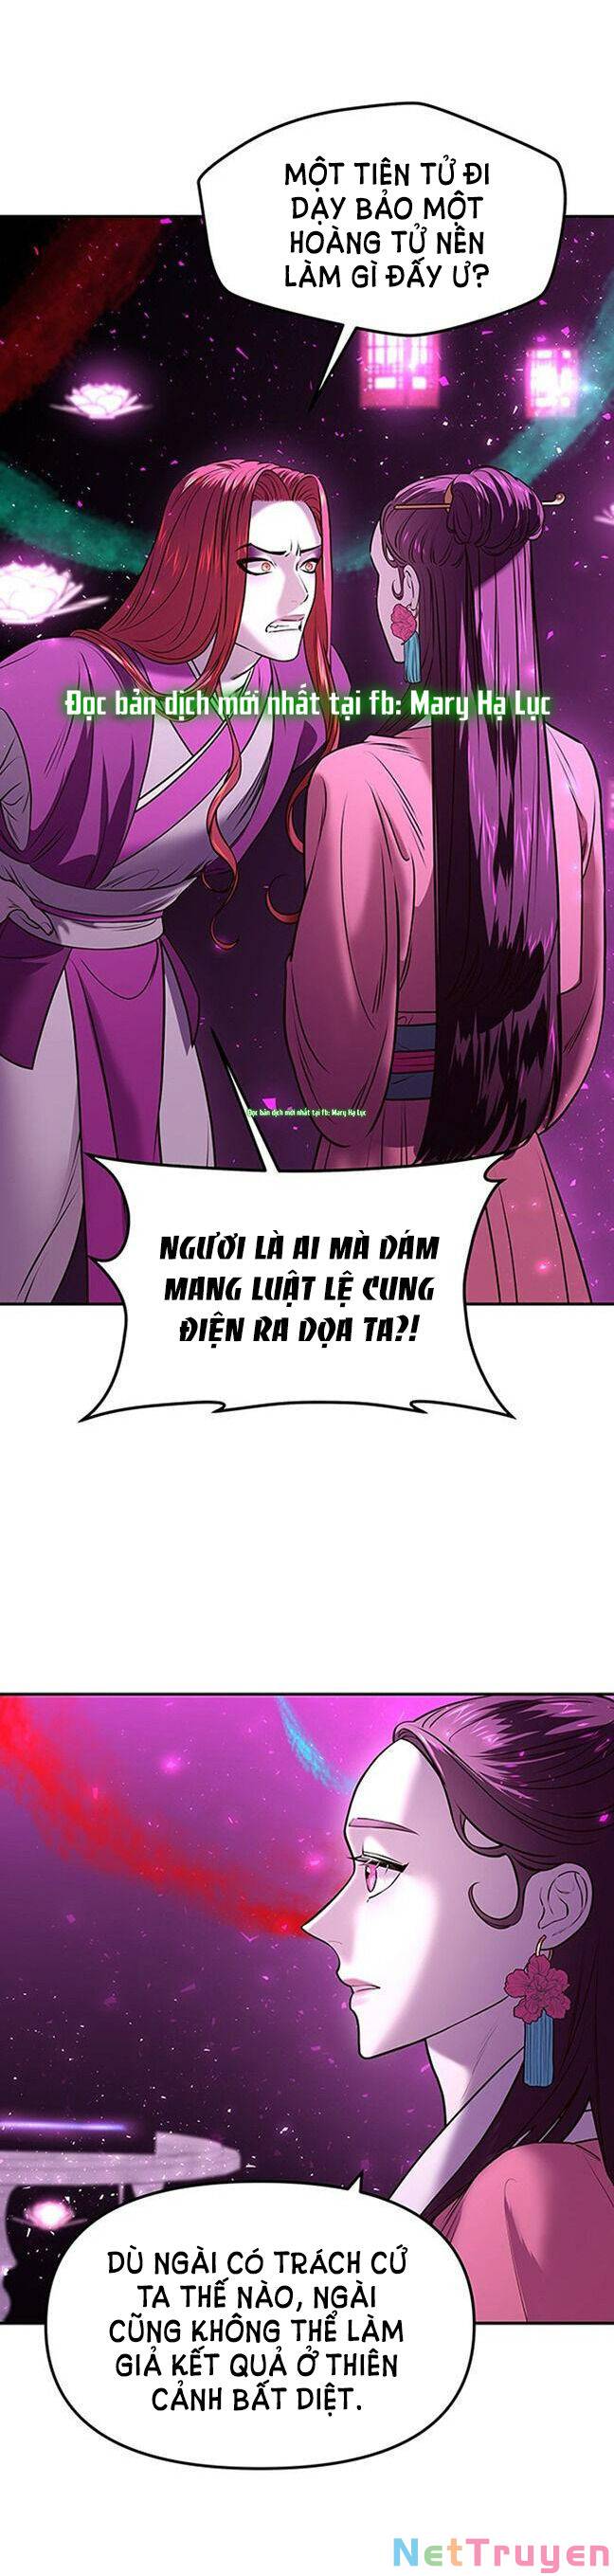 MỘT TIÊN TỬ ĐI
DẠY BẢO MỘT
HOÀNG TỬ NÊN
LÀM GÌ ĐẤY Ư?
Đọc bản dịch mới nhất tại fb: Mary Hạ Lục
Đọc bản dịch mới nhất tại fb: Mary Hạ Lục
NGƯƠI LÀ AI MÀ DÁM
MANG LUẬT LỆ CUNG
ĐIỆN RA DỌA TA?!
DÙ NGÀI CÓ TRÁCH CỨ
TA THẾ NÀO, NGÀI
CŨNG KHÔNG THỂ LÀM
GIẢ KẾT QUẢ Ở THIÊN
CẢNH BẤT DIỆT.
NetTruyen